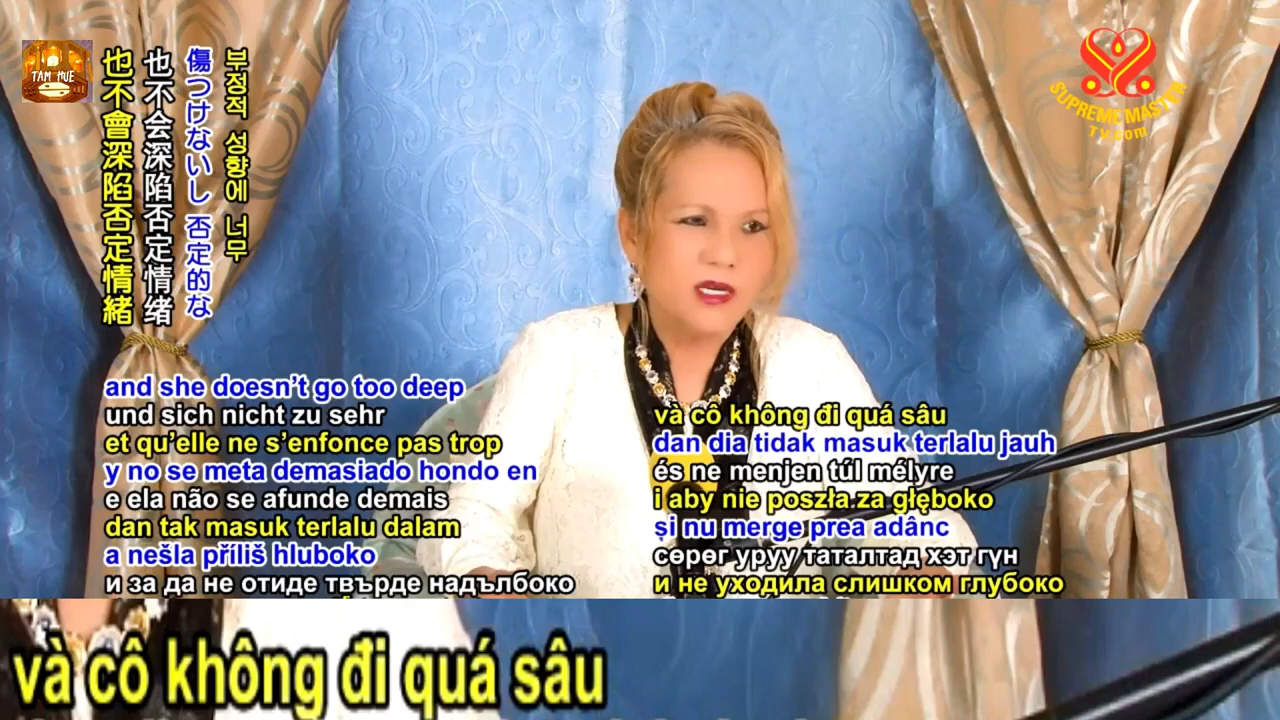 TAM HUE
SUPREME MASTER
TV.com
也不會深陷否定情緒
也不会深陷否定情绪
傷つけないし 否定的な
부정적 성향에 너무
and she doesn't go too deep
und sich nicht zu sehr
et qu'elle ne s'enfonce pas trop
y no se meta demasiado hondo en
e ela não se afunde demais
dan tak masuk terlalu dalam
a nešla příliš hluboko
и за да не отиде твърде надълбоко
và cô không đi quá sâu
dan dia tidak masuk terlalu jauh
és ne menjen túl mélyre
i aby nie poszła za głęboko
și nu merge prea adânc
сөрөг уруу таталтад хэт гүн
и не уходила слишком глубоко
và cô không đi quá sâu